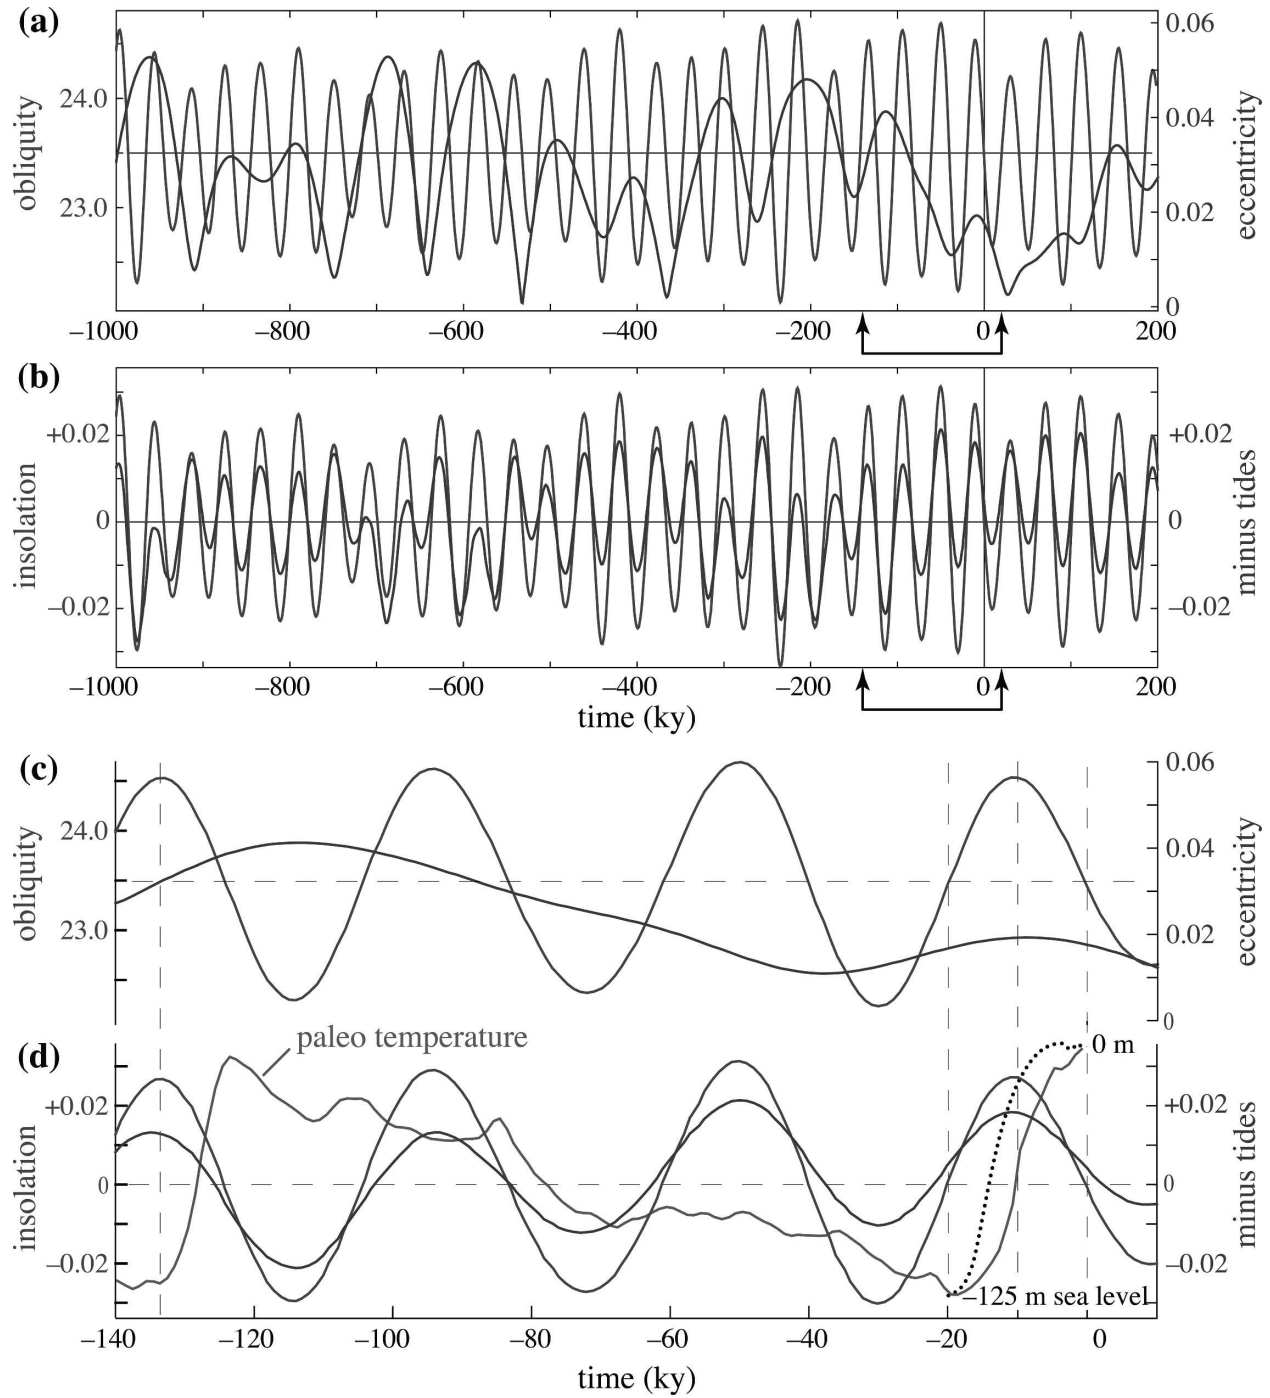 (a)
obliquity
24.0
23.0
0.06
0.04
0.02
0
eccentricity
–1000 –800 –600 –400 –200 0 200
(b)
insolation
+0.02
0
–0.02
+0.02
0
–0.02
minus tides
–1000 –800 –600 –400 –200 0 200
time (ky)
(c)
obliquity
24.0
23.0
0.06
0.04
0.02
0
eccentricity
(d)
paleo temperature
0 m
insolation
+0.02
0
–0.02
+0.02
0
–0.02
minus tides
–125 m sea level
–140 –120 –100 –80 –60 –40 –20 0
time (ky)